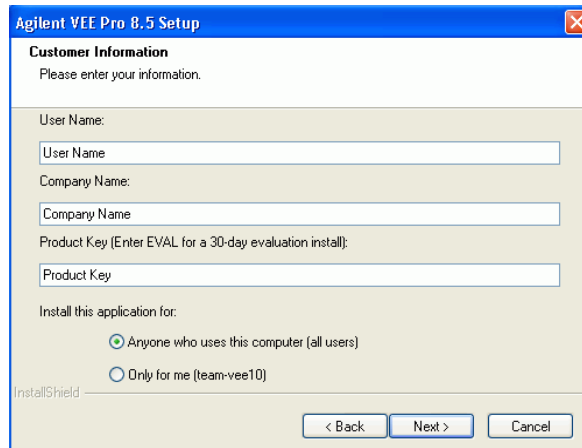 Agilent VEE Pro 8.5 Setup
Customer Information
Please enter your information.
User Name:
User Name
Company Name:
Company Name
Product Key (Enter EVAL for a 30-day evaluation install):
Product Key
Install this application for:
Anyone who uses this computer (all users)
Only for me (team-vee10)
InstallShield
< Back
Next >
Cancel